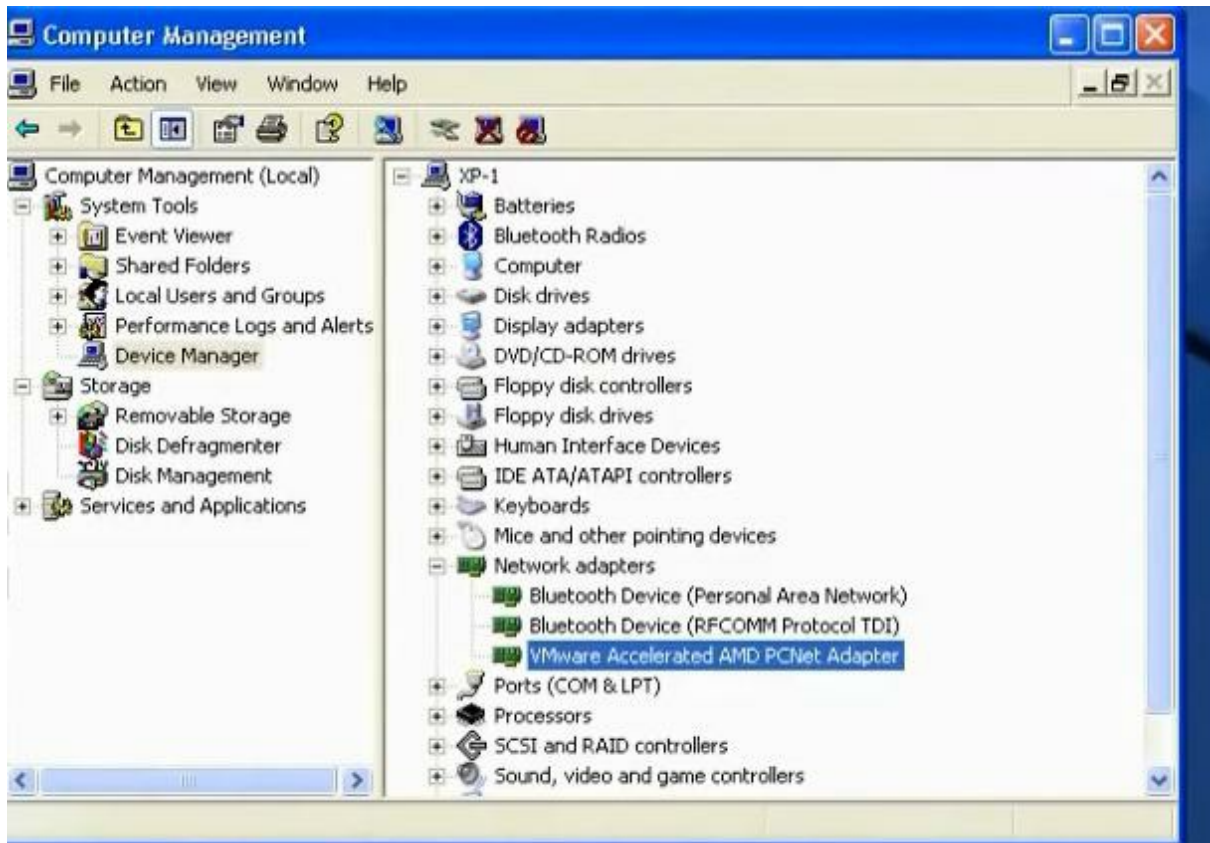 Computer Management
File Action View Window Help
Computer Management (Local)
System Tools
Event Viewer
Shared Folders
Local Users and Groups
Performance Logs and Alerts
Device Manager
Storage
Removable Storage
Disk Defragmenter
Disk Management
Services and Applications
XP-1
Batteries
Bluetooth Radios
Computer
Disk drives
Display adapters
DVD/CD-ROM drives
Floppy disk controllers
Floppy disk drives
Human Interface Devices
IDE ATA/ATAPI controllers
Keyboards
Mice and other pointing devices
Network adapters
Bluetooth Device (Personal Area Network)
Bluetooth Device (RFCOMM Protocol TDI)
VMware Accelerated AMD PCNet Adapter
Ports (COM & LPT)
Processors
SCSI and RAID controllers
Sound, video and game controllers